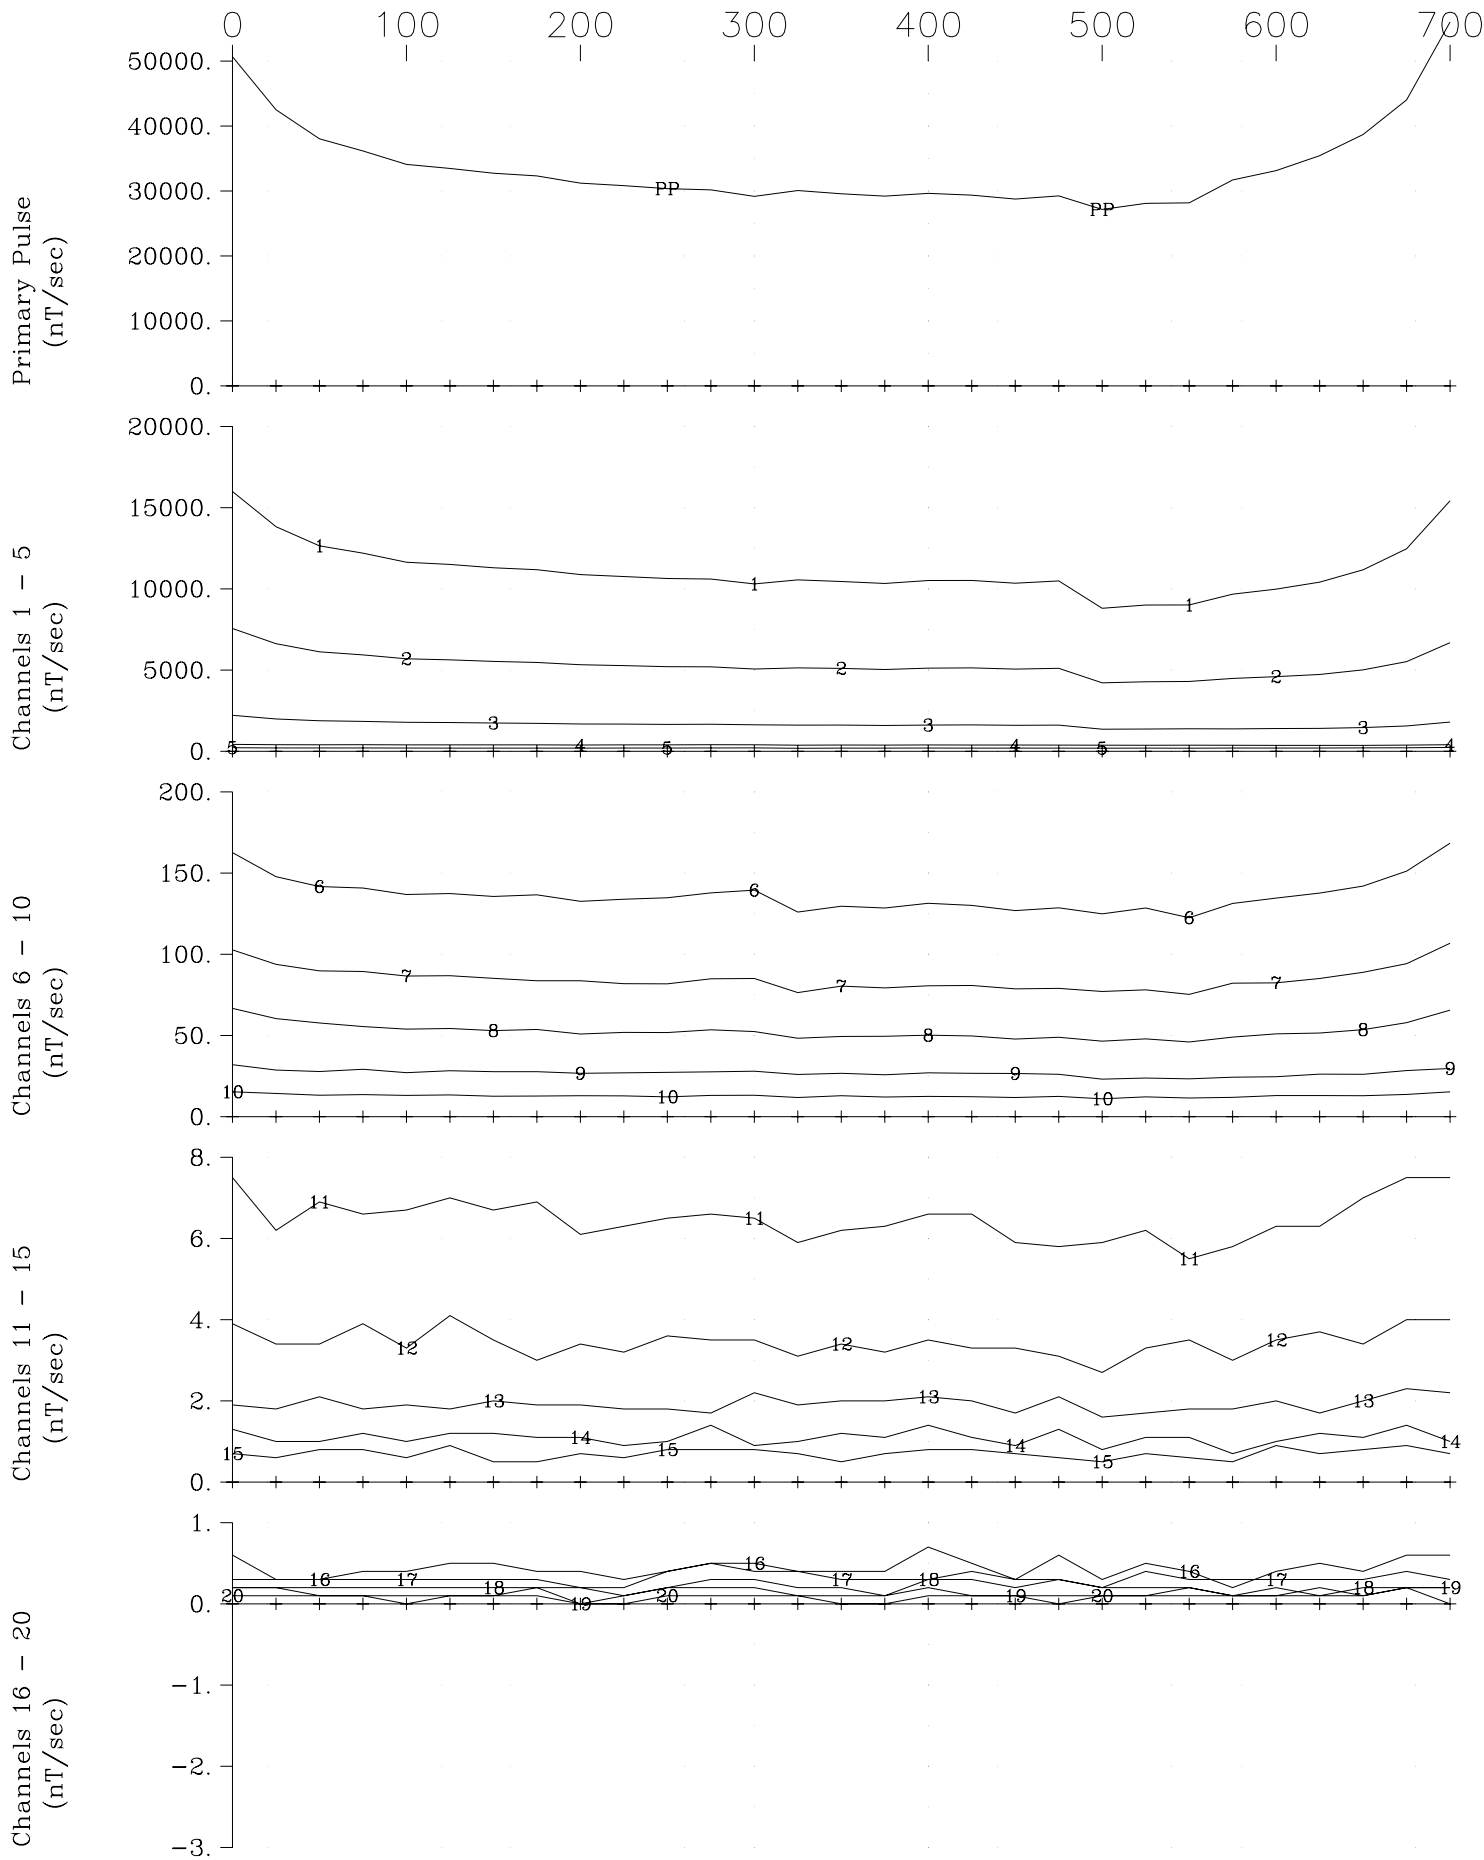 0 100 200 300 400 500 600 700
50000.
40000.
30000.
20000.
10000.
0.
Primary Pulse
(nT/sec)
PP PP
20000.
15000.
10000.
5000.
0.
Channels 1 - 5
(nT/sec)
1 1 1
2 2 2
3 3 3
5 4 5 4 5 4
200.
150.
100.
50.
0.
Channels 6 - 10
(nT/sec)
6 6 6
7 7 7
8 8 8
9 9 9
10 10 10
8.
6.
4.
2.
0.
Channels 11 - 15
(nT/sec)
11 11 11
12 12 12
13 13 13
14 14 14
15 15 15
1.
0.
-1.
-2.
-3.
Channels 16 - 20
(nT/sec)
16 16 16
17 17 17
18 18 18
19 19 19
20 20 20